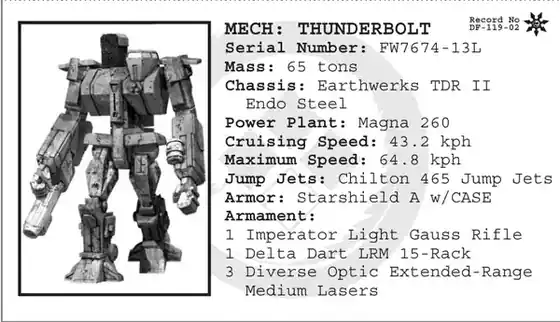 MECH: THUNDERBOLT
Record No
DF-119-02
Serial Number: FW7674-13L
Mass: 65 tons
Chassis: Earthwerks TDR II
Endo Steel
Power Plant: Magna 260
Cruising Speed: 43.2 kph
Maximum Speed: 64.8 kph
Jump Jets: Chilton 465 Jump Jets
Armor: Starshield A w/CASE
Armament:
1 Imperator Light Gauss Rifle
1 Delta Dart LRM 15-Rack
3 Diverse Optic Extended-Range
Medium Lasers